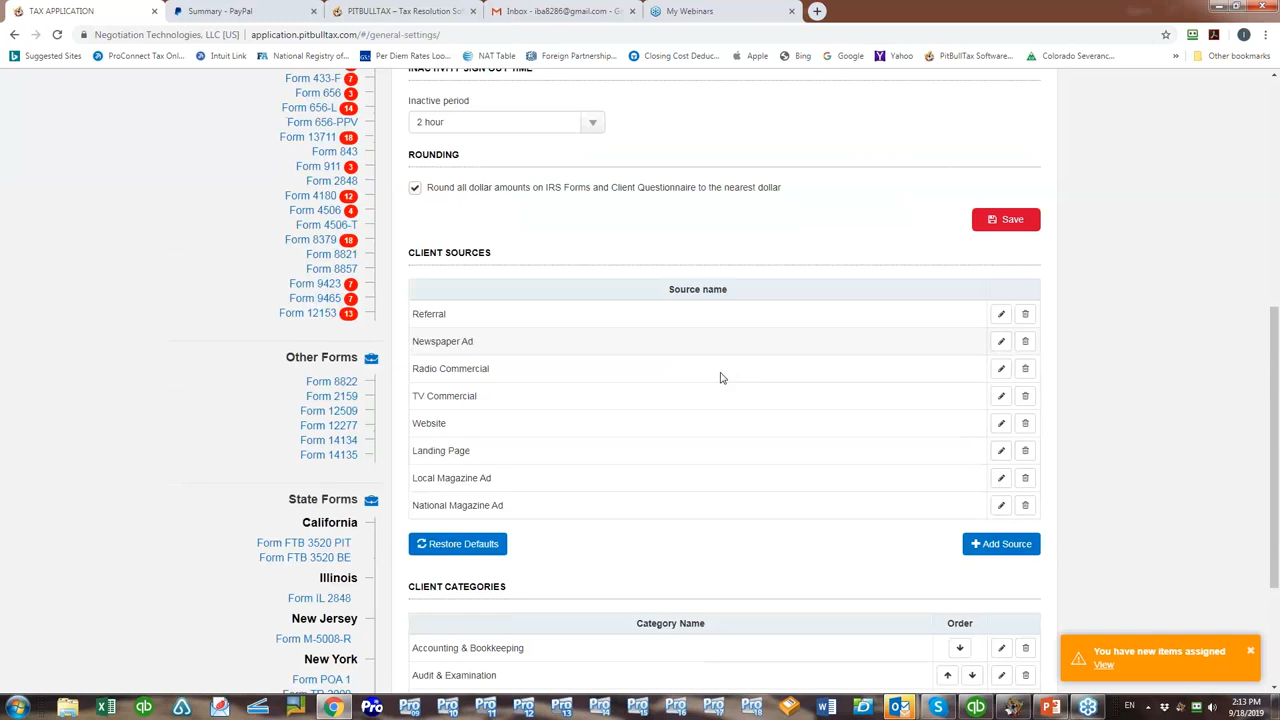 TAX APPLICATION
Summary - PayPal
PITBULLTAX – Tax Resolution Sof
Inbox - iba8286@gmail.com - G
My Webinars
Negotiation Technologies, LLC [US] | application.pitbulltax.com/#/general-settings/
Suggested Sites
ProConnect Tax Onl...
Intuit Link
National Registry of...
Per Diem Rates Loo...
NAT Table
Foreign Partnership...
Closing Cost Deduc...
Apple
Bing
Google
Yahoo
PitBullTax Software...
Colorado Severanc...
»
Other bookmarks
INACTIVITY SIGN OUT TIME
Form 433-F 7
Form 656 3
Form 656-L 14
Form 656-PPV
Form 13711 18
Form 843
Form 911 3
Form 2848
Form 4180 12
Form 4506 4
Form 4506-T
Form 8379 18
Form 8821
Form 8857
Form 9423 7
Form 9465 7
Form 12153 13
Other Forms
Form 8822
Form 2159
Form 12509
Form 12277
Form 14134
Form 14135
State Forms
California
Form FTB 3520 PIT
Form FTB 3520 BE
Illinois
Form IL 2848
New Jersey
Form M-5008-R
New York
Form POA 1
Inactive period
2 hour
ROUNDING
Round all dollar amounts on IRS Forms and Client Questionnaire to the nearest dollar
Save
CLIENT SOURCES
Source name
Referral
Newspaper Ad
Radio Commercial
TV Commercial
Website
Landing Page
Local Magazine Ad
National Magazine Ad
Restore Defaults
Add Source
CLIENT CATEGORIES
Category Name
Order
Accounting & Bookkeeping
Audit & Examination
You have new items assigned
View
EN
2:13 PM
9/18/2019